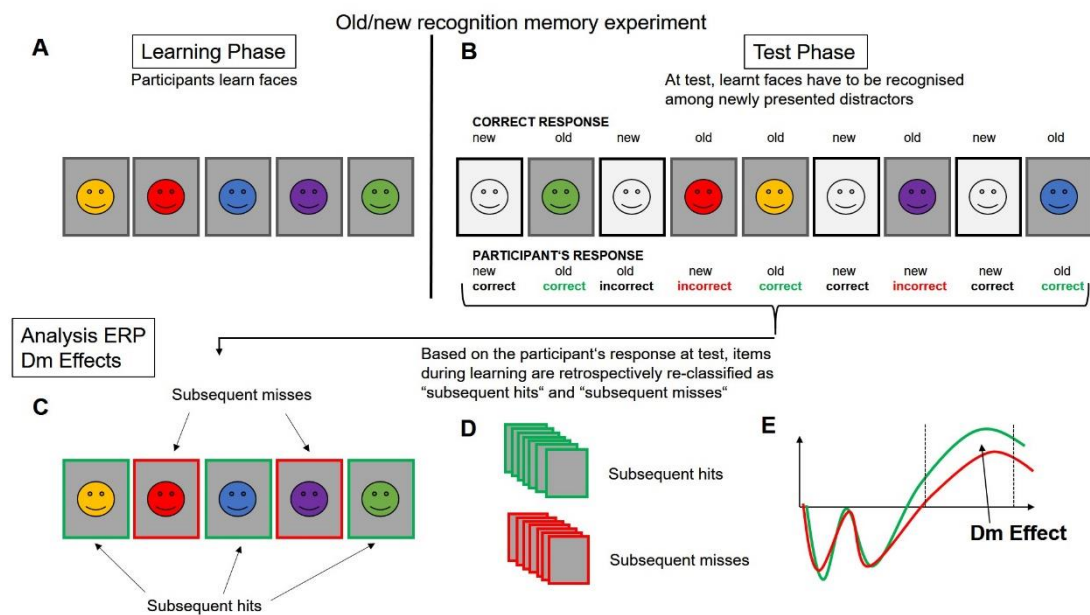 Old/new recognition memory experiment
A
Learning Phase
Participants learn faces
B
Test Phase
At test, learnt faces have to be recognised
among newly presented distractors
CORRECT RESPONSE
new old new old old new old new old
PARTICIPANT'S RESPONSE
new old old new old new new new old
correct correct incorrect incorrect correct correct incorrect correct correct
Analysis ERP
Dm Effects
Based on the participant's response at test, items
during learning are retrospectively re-classified as
“subsequent hits“ and “subsequent misses“
C
Subsequent misses
Subsequent hits
D
Subsequent hits
Subsequent misses
E
Dm Effect